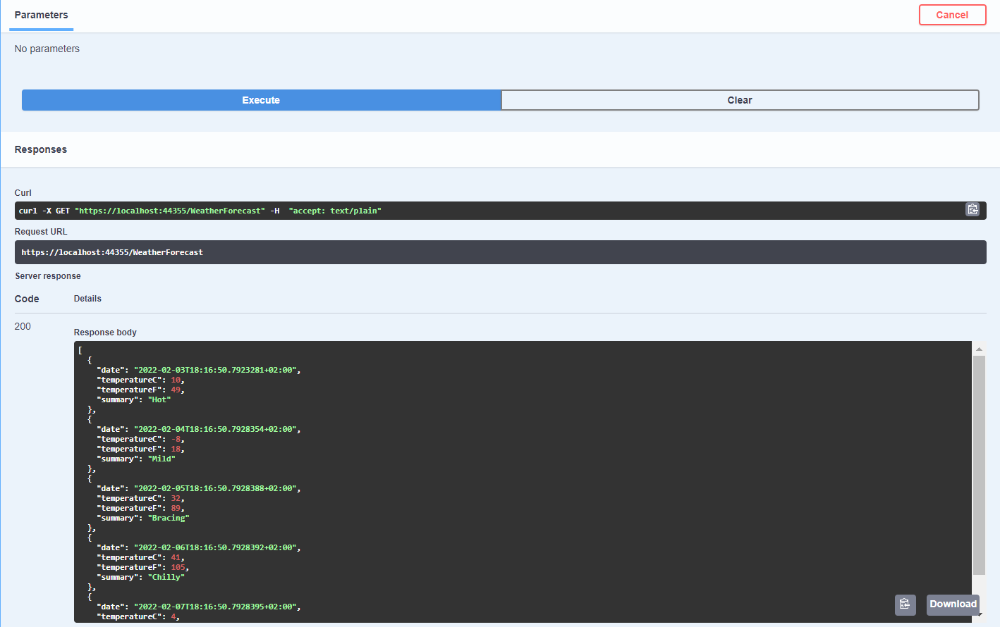 Parameters
Cancel
No parameters
Execute
Clear
Responses
Curl
curl -X GET "https://localhost:44355/WeatherForecast" -H  "accept: text/plain"
Request URL
https://localhost:44355/WeatherForecast
Server response
Code
Details
200
Response body
[
  {
    "date": "2022-02-03T18:16:50.7923281+02:00",
    "temperatureC": 10,
    "temperatureF": 49,
    "summary": "Hot"
  },
  {
    "date": "2022-02-04T18:16:50.7928354+02:00",
    "temperatureC": -8,
    "temperatureF": 18,
    "summary": "Mild"
  },
  {
    "date": "2022-02-05T18:16:50.7928388+02:00",
    "temperatureC": 32,
    "temperatureF": 89,
    "summary": "Bracing"
  },
  {
    "date": "2022-02-06T18:16:50.7928392+02:00",
    "temperatureC": 41,
    "temperatureF": 105,
    "summary": "Chilly"
  },
  {
    "date": "2022-02-07T18:16:50.7928395+02:00",
    "temperatureC": 4,
Download